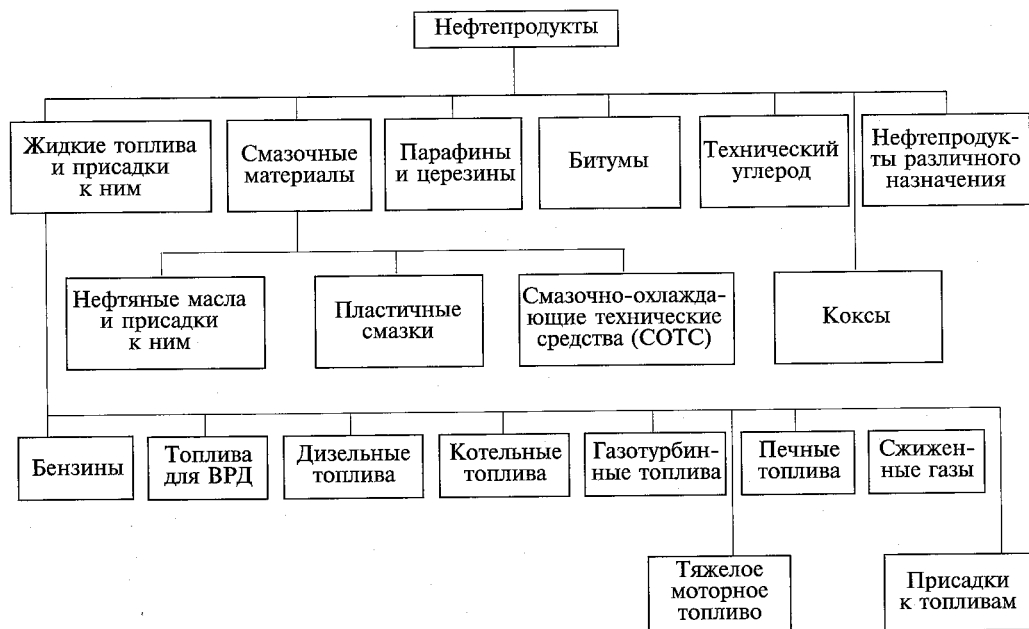 Нефтепродукты
Жидкие топлива
и присадки
к ним
Смазочные
материалы
Парафины
и церезины
Битумы
Технический
углерод
Нефтепродук-
ты различного
назначения
Нефтяные масла
и присадки
к ним
Пластичные
смазки
Смазочно-охлажда-
ющие технические
средства (СОТС)
Коксы
Бензины
Топлива
для ВРД
Дизельные
топлива
Котельные
топлива
Газотурбин-
ные топлива
Печные
топлива
Сжижен-
ные газы
Тяжелое
моторное
топливо
Присадки
к топливам